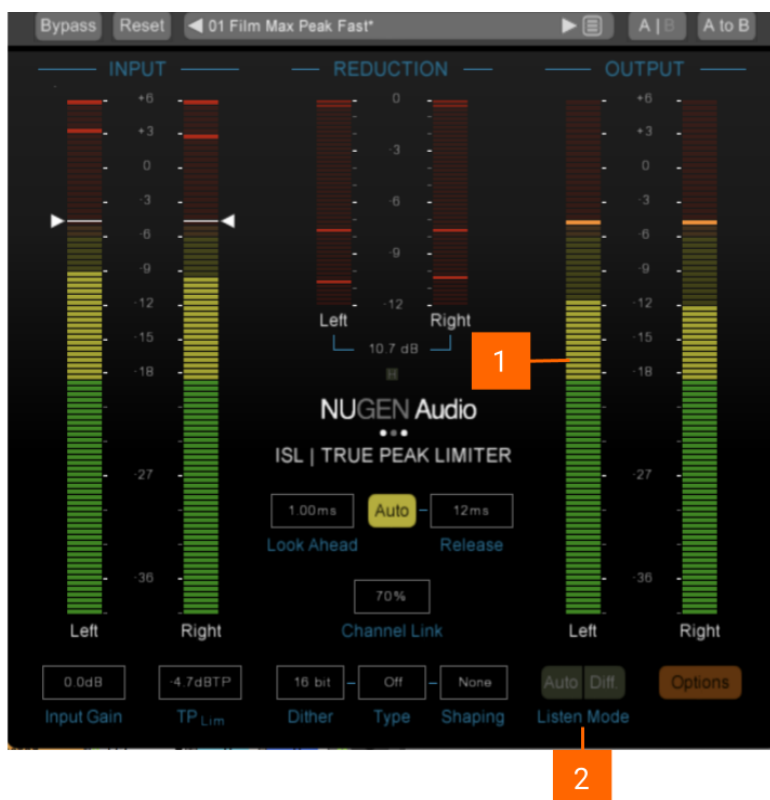 Bypass Reset 01 Film Max Peak Fast* A | B A to B
INPUT REDUCTION OUTPUT
+6 0 +6
+3 +3
-3
0 0
-3 -6 -3
-6 -6
-9
-9 -9
-12 -12 -12
Left Right
-15 10.7 dB -15
1
-18 H -18
NUGEN Audio
ISL | TRUE PEAK LIMITER
-27 -27
1.00ms Auto 12ms
Look Ahead Release
-36 70% -36
Left Right Channel Link Left Right
0.0dB -4.7dBTP 16 bit Off None Auto Diff. Options
Input Gain TP Lim Dither Type Shaping Listen Mode
2